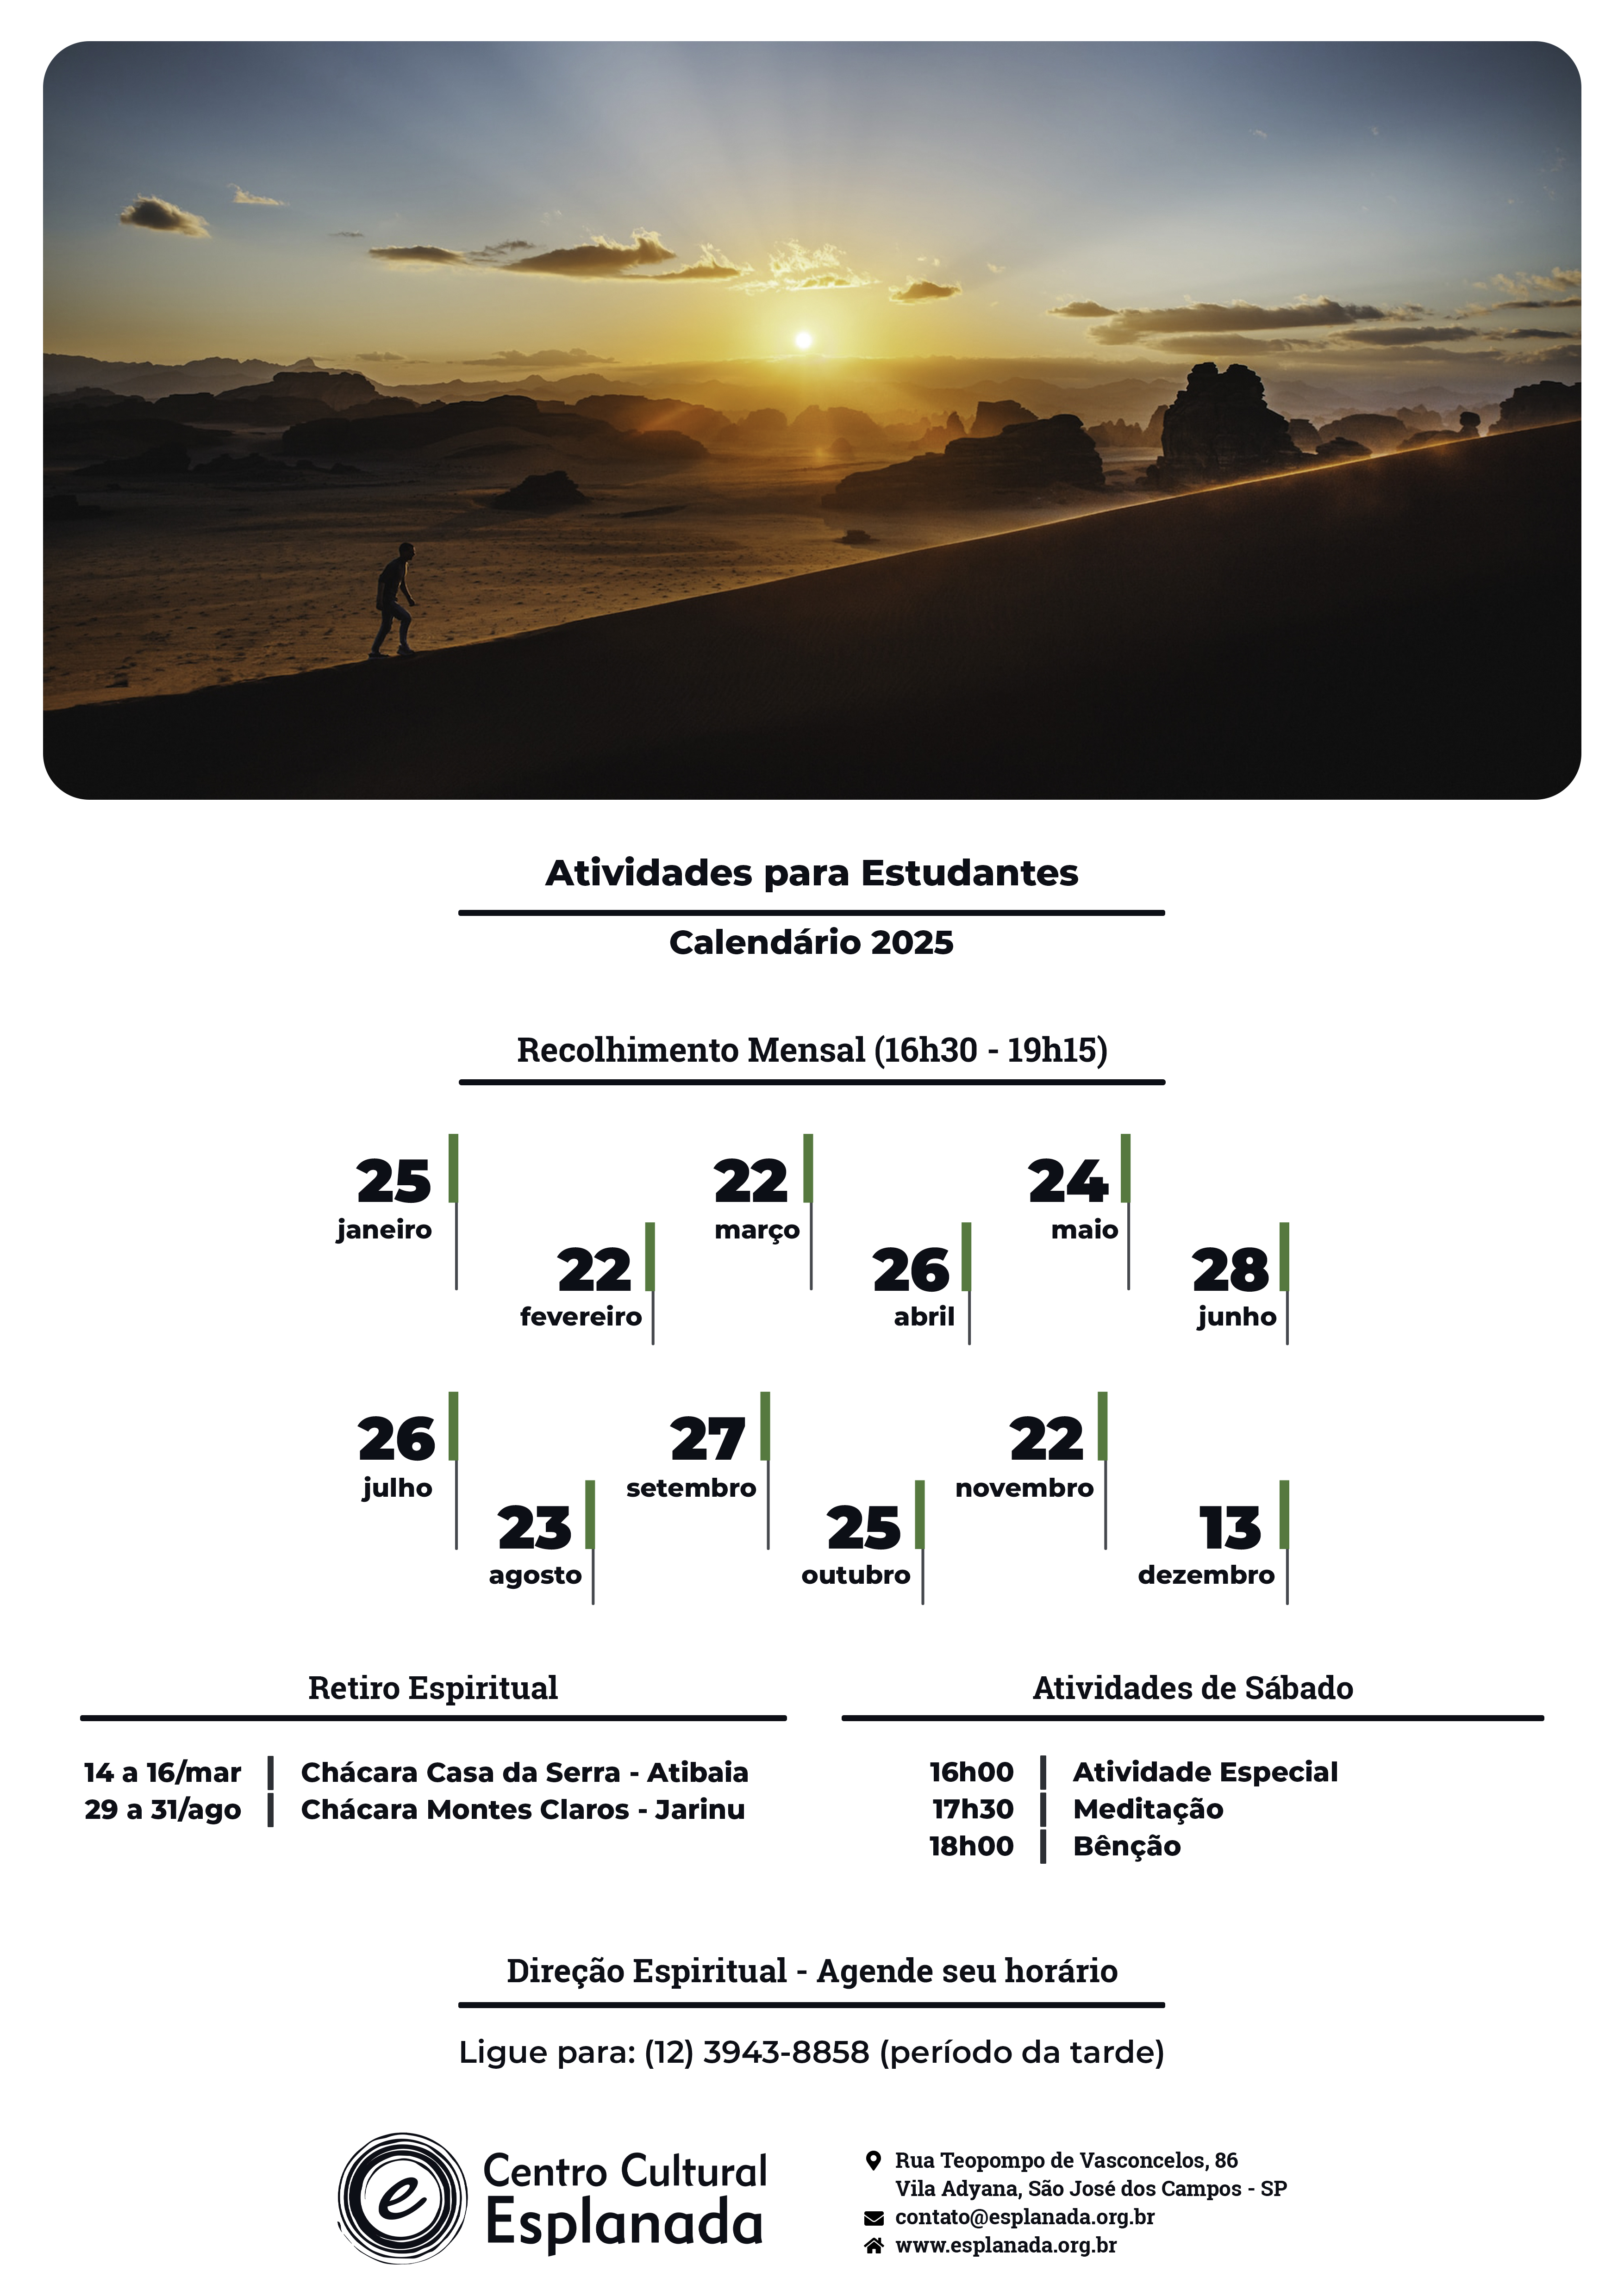 Atividades para Estudantes
Calendário 2025
Recolhimento Mensal (16h30 - 19h15)
25
janeiro
22
fevereiro
22
março
26
abril
24
maio
28
junho
26
julho
23
agosto
27
setembro
25
outubro
22
novembro
13
dezembro
Retiro Espiritual
14 a 16/mar Chácara Casa da Serra - Atibaia
29 a 31/ago Chácara Montes Claros - Jarinu
Atividades de Sábado
16h00 Atividade Especial
17h30 Meditação
18h00 Bênção
Direção Espiritual - Agende seu horário
Ligue para: (12) 3943-8858 (período da tarde)
e
Centro Cultural
Esplanada
Rua Teopompo de Vasconcelos, 86
Vila Adyana, São José dos Campos - SP
contato@esplanada.org.br
www.esplanada.org.br